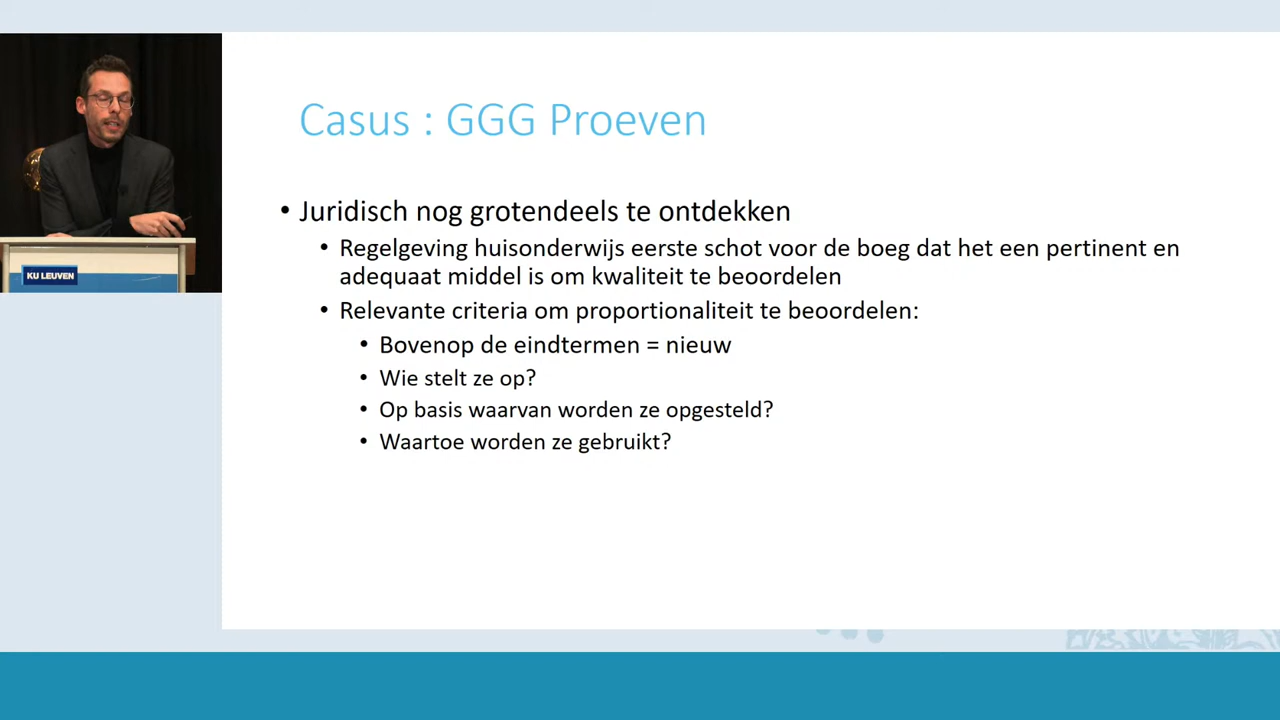 KU LEUVEN
Casus : GGG Proeven
• Juridisch nog grotendeels te ontdekken
• Regelgeving huisonderwijs eerste schot voor de boeg dat het een pertinent en
adequaat middel is om kwaliteit te beoordelen
• Relevante criteria om proportionaliteit te beoordelen:
• Bovenop de eindtermen = nieuw
• Wie stelt ze op?
• Op basis waarvan worden ze opgesteld?
• Waartoe worden ze gebruikt?